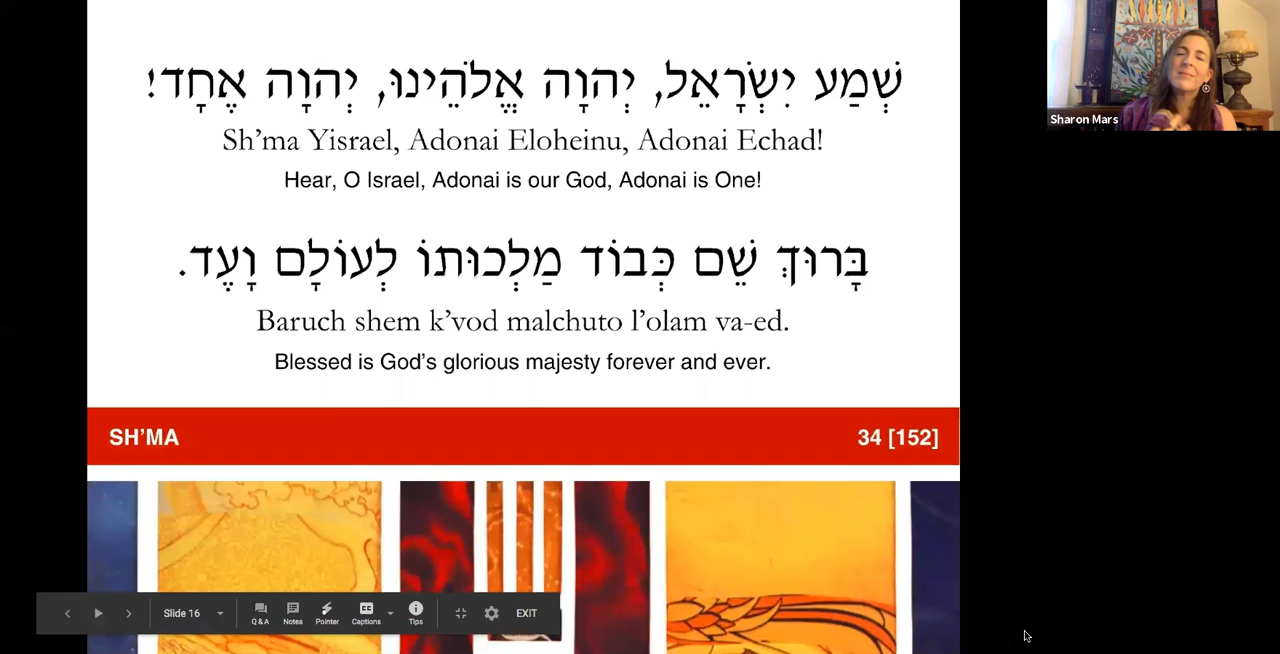 שְׁמַע יִשְׂרָאֵל, יְהוָה אֱלֹהֵינוּ, יְהוָה אֶחָד!
Sh’ma Yisrael, Adonai Eloheinu, Adonai Echad!
Hear, O Israel, Adonai is our God, Adonai is One!
בָּרוּךְ שֵׁם כְּבוֹד מַלְכוּתוֹ לְעוֹלָם וָעֶד.
Baruch shem k’vod malchuto l’olam va-ed.
Blessed is God’s glorious majesty forever and ever.
SH’MA 34 [152]
Sharon Mars
Slide 16 Q & A Notes Pointer Captions Tips EXIT